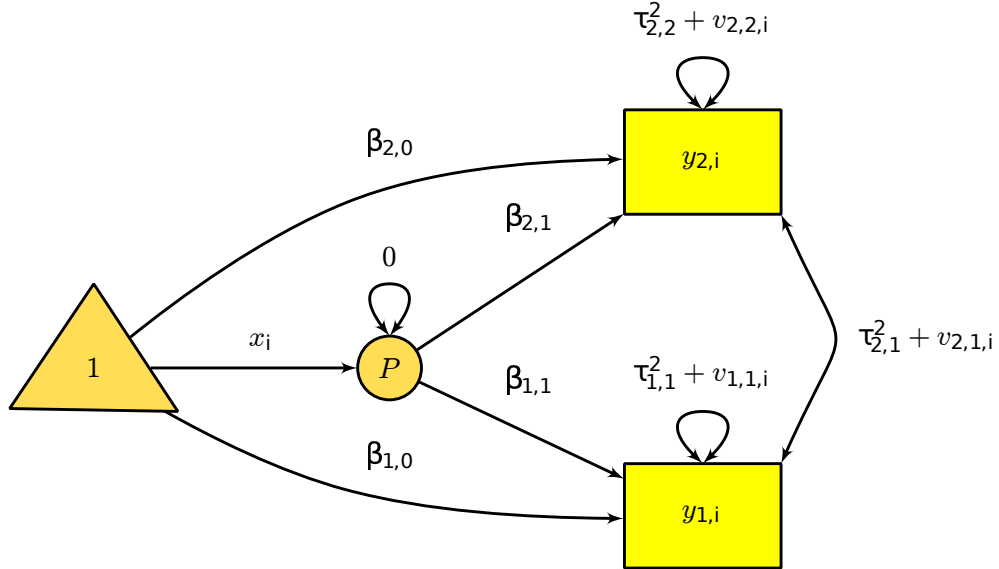 τ²₂,₂ + v₂,₂,ᵢ
β₂,₀
y₂,ᵢ
β₂,₁
0
xᵢ
τ²₂,₁ + v₂,₁,ᵢ
1
P
β₁,₁
τ²₁,₁ + v₁,₁,ᵢ
β₁,₀
y₁,ᵢ